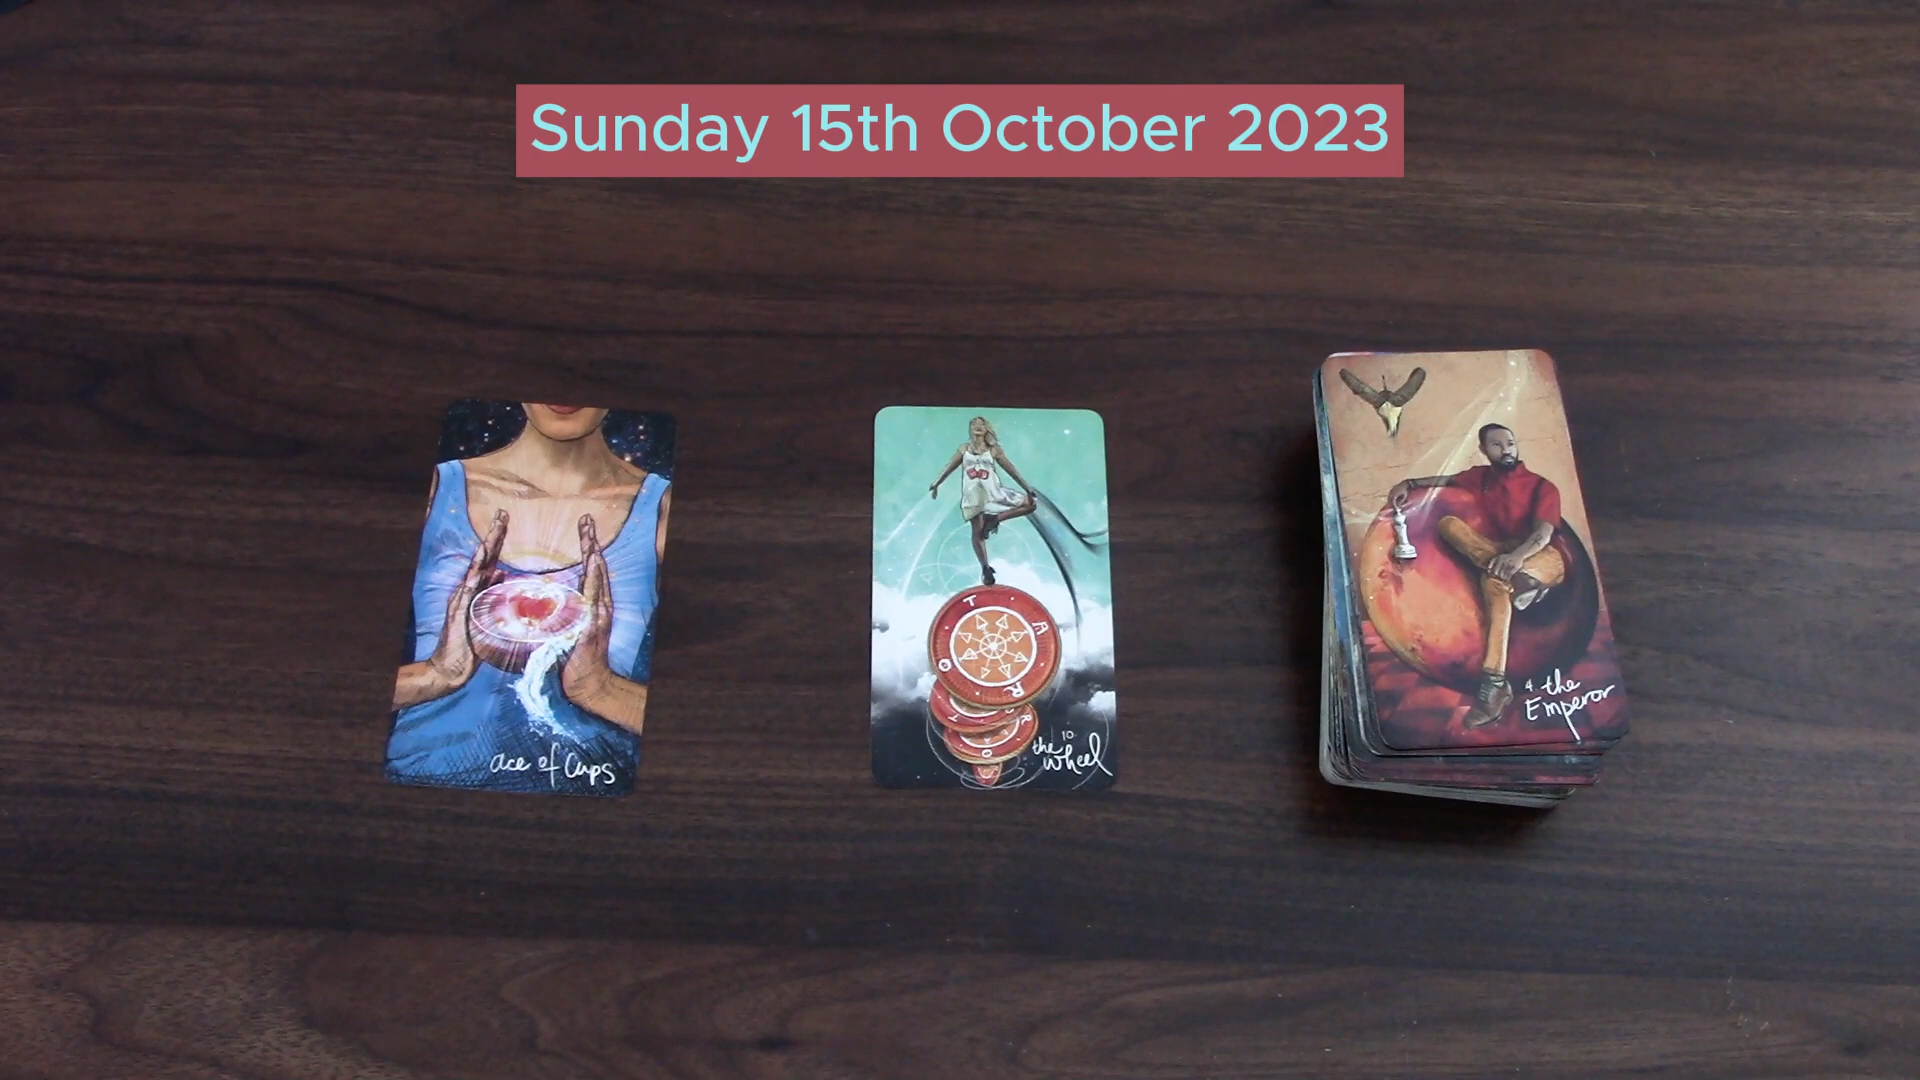 Sunday 15th October 2023
ace of Cups
T
A
R
O
T
R
O
10
the
wheel
4 the
Emperor